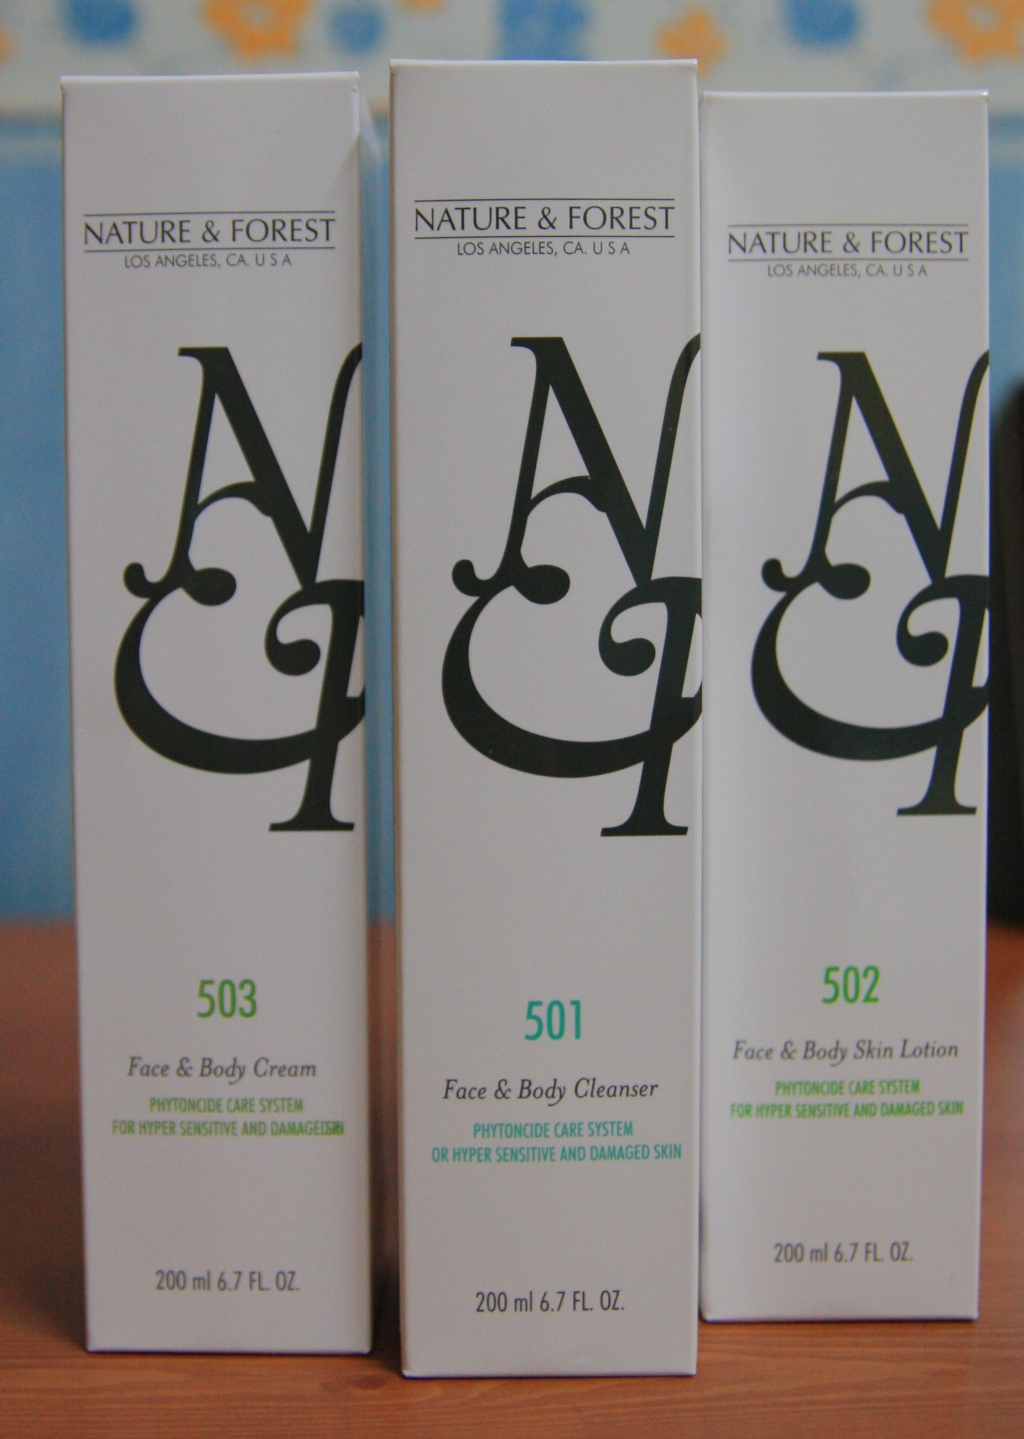 NATURE & FOREST
LOS ANGELES, CA. U S A
503
Face & Body Cream
PHYTONCIDE CARE SYSTEM
FOR HYPER SENSITIVE AND DAMAGED SKIN
200 ml 6.7 FL. OZ.
NATURE & FOREST
LOS ANGELES, CA. U S A
501
Face & Body Cleanser
PHYTONCIDE CARE SYSTEM
OR HYPER SENSITIVE AND DAMAGED SKIN
200 ml 6.7 FL. OZ.
NATURE & FOREST
LOS ANGELES, CA. U S A
502
Face & Body Skin Lotion
PHYTONCIDE CARE SYSTEM
FOR HYPER SENSITIVE AND DAMAGED SKIN
200 ml 6.7 FL. OZ.